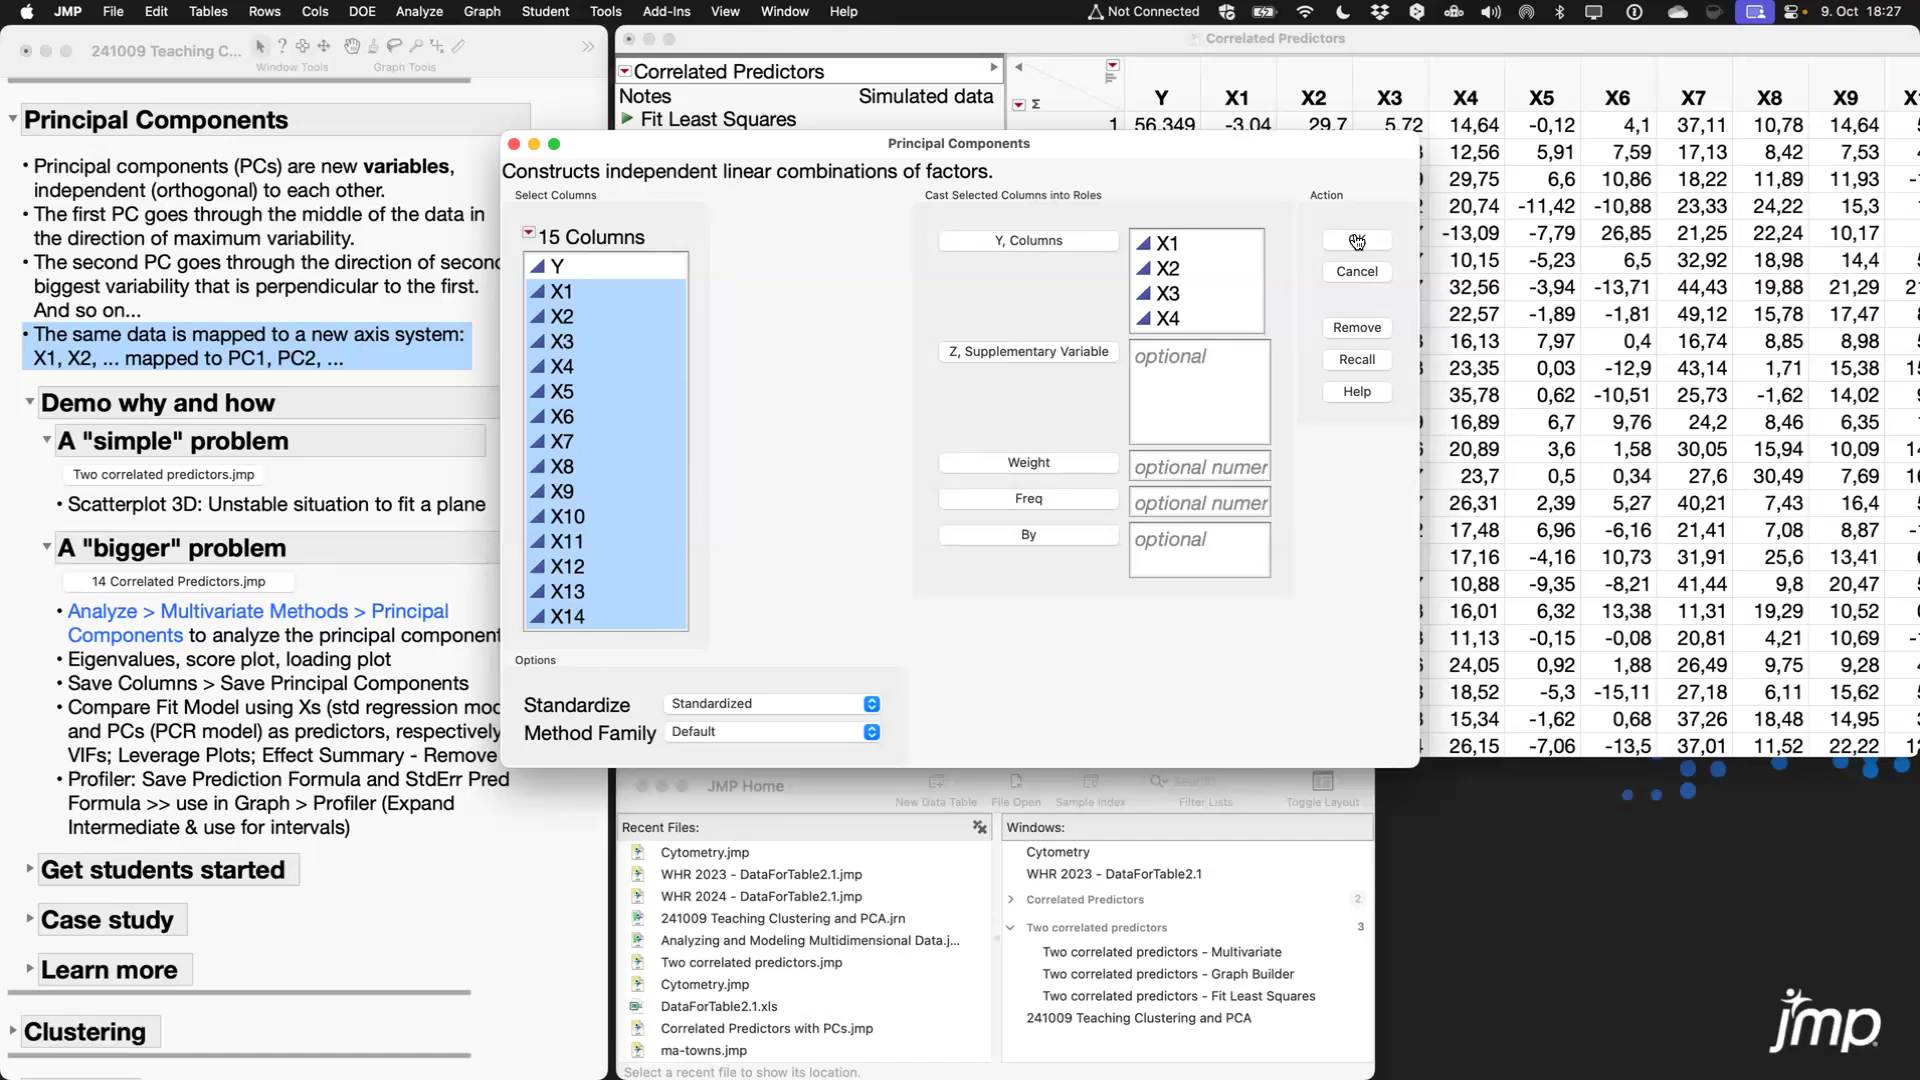 JMP File Edit Tables Rows Cols DOE Analyze Graph Student Tools Add-Ins View Window Help
Not Connected 9. Oct 18:27
241009 Teaching C...
Window Tools Graph Tools
Principal Components
• Principal components (PCs) are new variables,
independent (orthogonal) to each other.
• The first PC goes through the middle of the data in
the direction of maximum variability.
• The second PC goes through the direction of second
biggest variability that is perpendicular to the first.
And so on...
• The same data is mapped to a new axis system:
X1, X2, ... mapped to PC1, PC2, ...
Demo why and how
A "simple" problem
Two correlated predictors.jmp
• Scatterplot 3D: Unstable situation to fit a plane
A "bigger" problem
14 Correlated Predictors.jmp
• Analyze > Multivariate Methods > Principal
Components to analyze the principal component
• Eigenvalues, score plot, loading plot
• Save Columns > Save Principal Components
• Compare Fit Model using Xs (std regression mod
and PCs (PCR model) as predictors, respectively
VIFs; Leverage Plots; Effect Summary - Remove
• Profiler: Save Prediction Formula and StdErr Pred
Formula >> use in Graph > Profiler (Expand
Intermediate & use for intervals)
Get students started
Case study
Learn more
Clustering
Correlated Predictors
Correlated Predictors
Notes Simulated data
Fit Least Squares
Y X1 X2 X3 X4 X5 X6 X7 X8 X9
1 56,349 -3,04 29,7 5,72 14,64 -0,12 4,1 37,11 10,78 14,64
12,56 5,91 7,59 17,13 8,42 7,53
29,75 6,6 10,86 18,22 11,89 11,93
20,74 -11,42 -10,88 23,33 24,22 15,3
-13,09 -7,79 26,85 21,25 22,24 10,17
10,15 -5,23 6,5 32,92 18,98 14,4
32,56 -3,94 -13,71 44,43 19,88 21,29
22,57 -1,89 -1,81 49,12 15,78 17,47
16,13 7,97 0,4 16,74 8,85 8,98
23,35 0,03 -12,9 43,14 1,71 15,38
35,78 0,62 -10,51 25,73 -1,62 14,02
16,89 6,7 9,76 24,2 8,46 6,35
20,89 3,6 1,58 30,05 15,94 10,09
23,7 0,5 0,34 27,6 30,49 7,69
26,31 2,39 5,27 40,21 7,43 16,4
17,48 6,96 -6,16 21,41 7,08 8,87
17,16 -4,16 10,73 31,91 25,6 13,41
10,88 -9,35 -8,21 41,44 9,8 20,47
16,01 6,32 13,38 11,31 19,29 10,52
11,13 -0,15 -0,08 20,81 4,21 10,69
24,05 0,92 1,88 26,49 9,75 9,28
18,52 -5,3 -15,11 27,18 6,11 15,62
15,34 -1,62 0,68 37,26 18,48 14,95
26,15 -7,06 -13,5 37,01 11,52 22,22
Principal Components
Constructs independent linear combinations of factors.
Select Columns
15 Columns
Y
X1
X2
X3
X4
X5
X6
X7
X8
X9
X10
X11
X12
X13
X14
Options
Standardize Standardized
Method Family Default
Cast Selected Columns into Roles
Y, Columns
X1
X2
X3
X4
Z, Supplementary Variable optional
Weight optional numer
Freq optional numer
By optional
Action
Cancel
Remove
Recall
Help
JMP Home
New Data Table File Open Sample Index Filter Lists Toggle Layout
Search
Recent Files:
Cytometry.jmp
WHR 2023 - DataForTable2.1.jmp
WHR 2024 - DataForTable2.1.jmp
241009 Teaching Clustering and PCA.jrn
Analyzing and Modeling Multidimensional Data.j...
Two correlated predictors.jmp
Cytometry.jmp
DataForTable2.1.xls
Correlated Predictors with PCs.jmp
ma-towns.jmp
Select a recent file to show its location.
Windows:
Cytometry
WHR 2023 - DataForTable2.1
Correlated Predictors 2
Two correlated predictors 3
Two correlated predictors - Multivariate
Two correlated predictors - Graph Builder
Two correlated predictors - Fit Least Squares
241009 Teaching Clustering and PCA
jmp